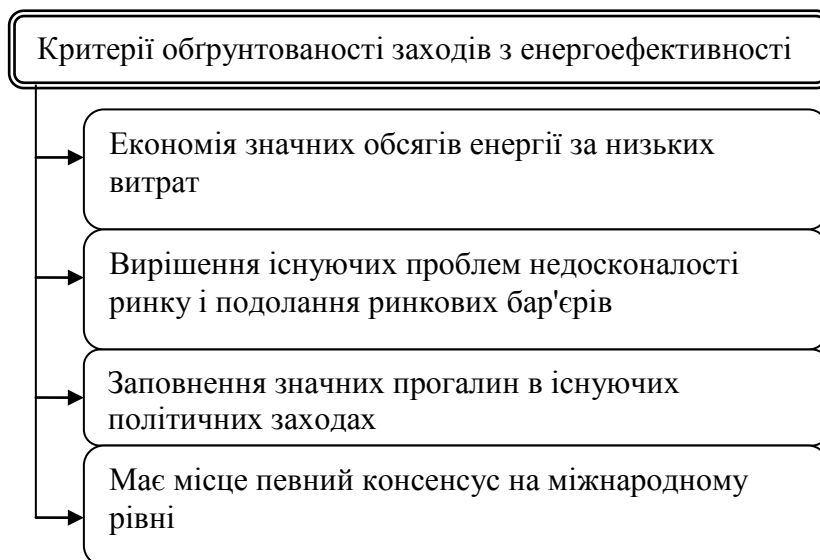 Критерії обґрунтованості заходів з енергоефективності
Економія значних обсягів енергії за низьких
витрат
Вирішення існуючих проблем недосконалості
ринку і подолання ринкових бар'єрів
Заповнення значних прогалин в існуючих
політичних заходах
Має місце певний консенсус на міжнародному
рівні